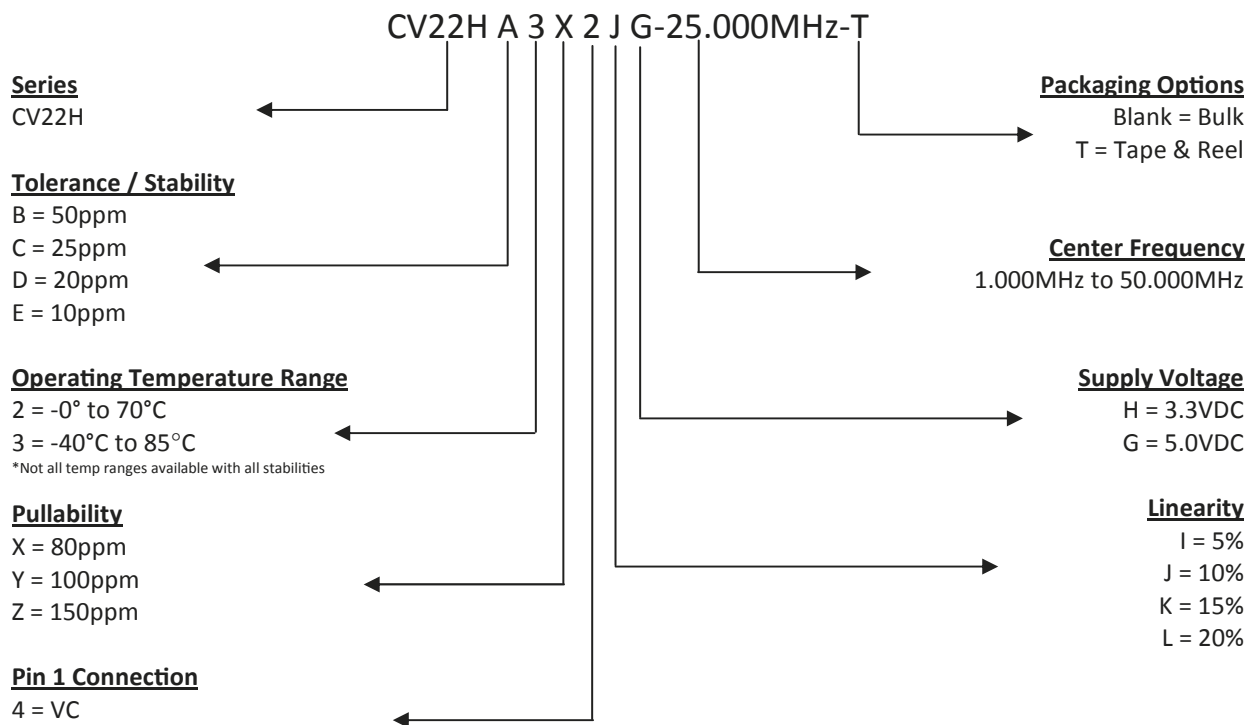 CV22H A 3 X 2 J G-25.000MHz-T
Series
CV22H
Tolerance / Stability
B = 50ppm
C = 25ppm
D = 20ppm
E = 10ppm
Operating Temperature Range
2 = -0° to 70°C
3 = -40°C to 85°C
*Not all temp ranges available with all stabilities
Pullability
X = 80ppm
Y = 100ppm
Z = 150ppm
Pin 1 Connection
4 = VC
Packaging Options
Blank = Bulk
T = Tape & Reel
Center Frequency
1.000MHz to 50.000MHz
Supply Voltage
H = 3.3VDC
G = 5.0VDC
Linearity
I = 5%
J = 10%
K = 15%
L = 20%